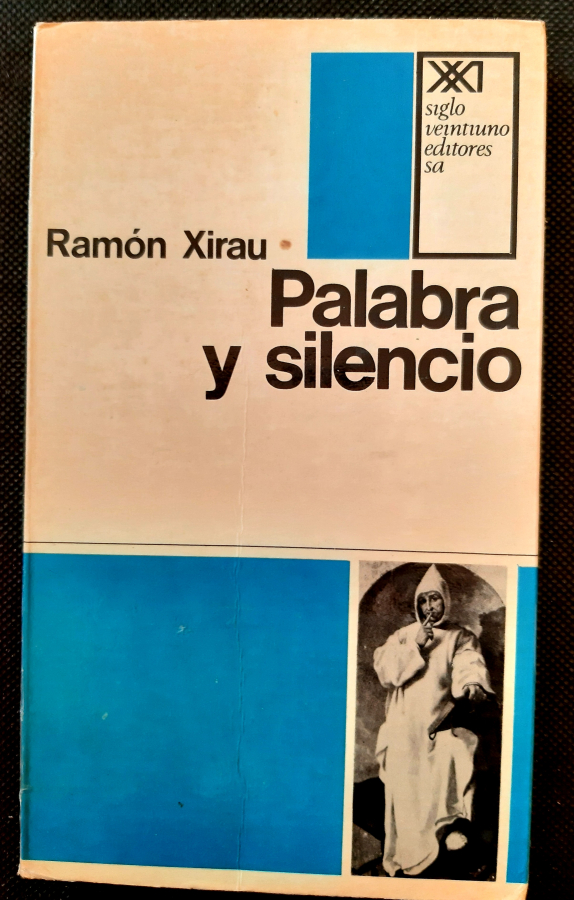 XXI
siglo
veintiuno
editores
sa
Ramón Xirau
Palabra
y silencio